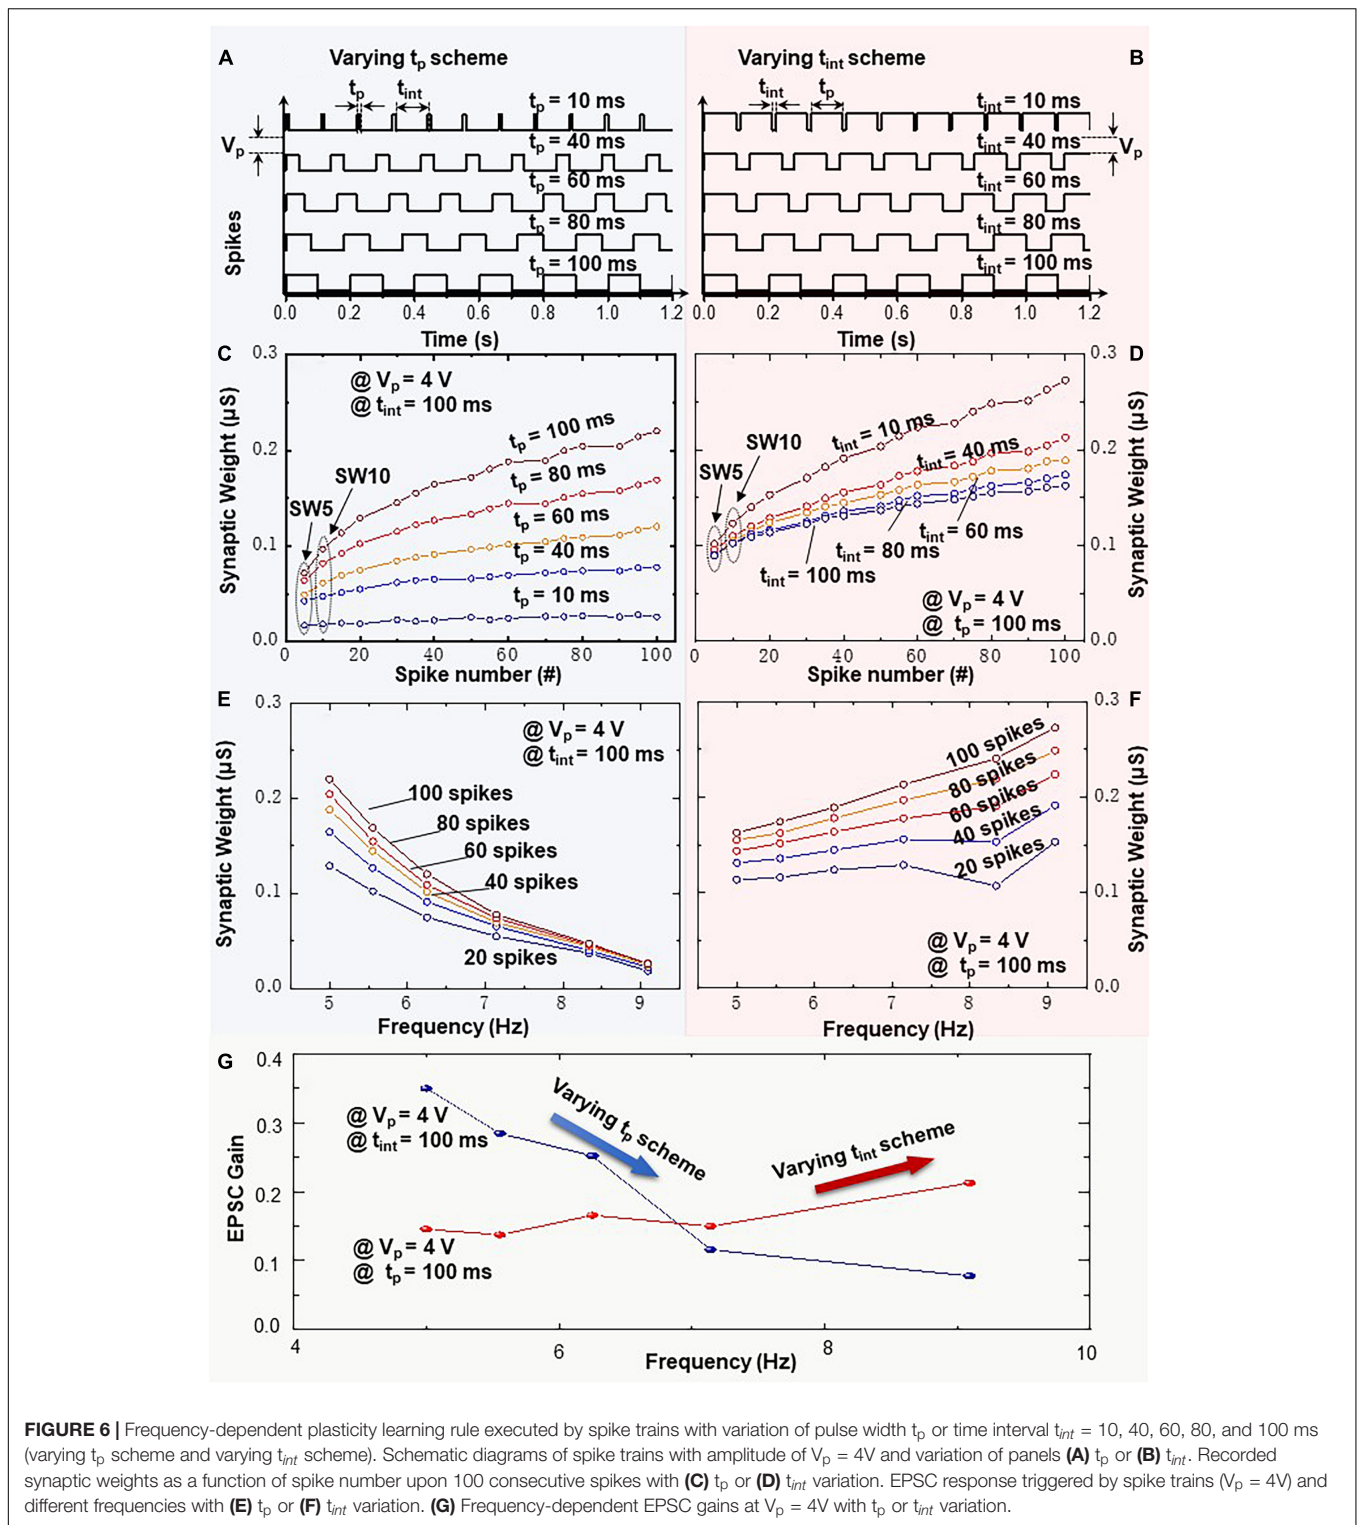 A
Varying tp scheme
tp
tint
tp = 10 ms
Vp
tp = 40 ms
tp = 60 ms
tp = 80 ms
tp = 100 ms
Spikes
0.0 0.2 0.4 0.6 0.8 1.0 1.2
Time (s)
B
Varying tint scheme
tint
tp
tint = 10 ms
tint = 40 ms
Vp
tint = 60 ms
tint = 80 ms
tint = 100 ms
0.0 0.2 0.4 0.6 0.8 1.0 1.2
Time (s)
C
0.3
0.2
0.1
0.0
Synaptic Weight (µS)
@ Vp = 4 V
@ tint = 100 ms
tp = 100 ms
tp = 80 ms
tp = 60 ms
tp = 40 ms
tp = 10 ms
SW10
SW5
0 20 40 60 80 100
Spike number (#)
D
0.3
0.2
0.1
0.0
Synaptic Weight (µS)
SW10
SW5
tint = 10 ms
tint = 40 ms
tint = 60 ms
tint = 80 ms
tint = 100 ms
@ Vp = 4 V
@ tp = 100 ms
0 20 40 60 80 100
Spike number (#)
E
0.3
0.2
0.1
0.0
Synaptic Weight (µS)
@ Vp = 4 V
@ tint = 100 ms
100 spikes
80 spikes
60 spikes
40 spikes
20 spikes
5 6 7 8 9
Frequency (Hz)
F
0.3
0.2
0.1
0.0
Synaptic Weight (µS)
100 spikes
80 spikes
60 spikes
40 spikes
20 spikes
@ Vp = 4 V
@ tp = 100 ms
5 6 7 8 9
Frequency (Hz)
G
0.4
0.3
0.2
0.1
0.0
EPSC Gain
@ Vp = 4 V
@ tint = 100 ms
Varying tp scheme
Varying tint scheme
@ Vp = 4 V
@ tp = 100 ms
4 6 8 10
Frequency (Hz)
FIGURE 6 | Frequency-dependent plasticity learning rule executed by spike trains with variation of pulse width tp or time interval tint = 10, 40, 60, 80, and 100 ms
(varying tp scheme and varying tint scheme). Schematic diagrams of spike trains with amplitude of Vp = 4V and variation of panels (A) tp or (B) tint. Recorded
synaptic weights as a function of spike number upon 100 consecutive spikes with (C) tp or (D) tint variation. EPSC response triggered by spike trains (Vp = 4V) and
different frequencies with (E) tp or (F) tint variation. (G) Frequency-dependent EPSC gains at Vp = 4V with tp or tint variation.